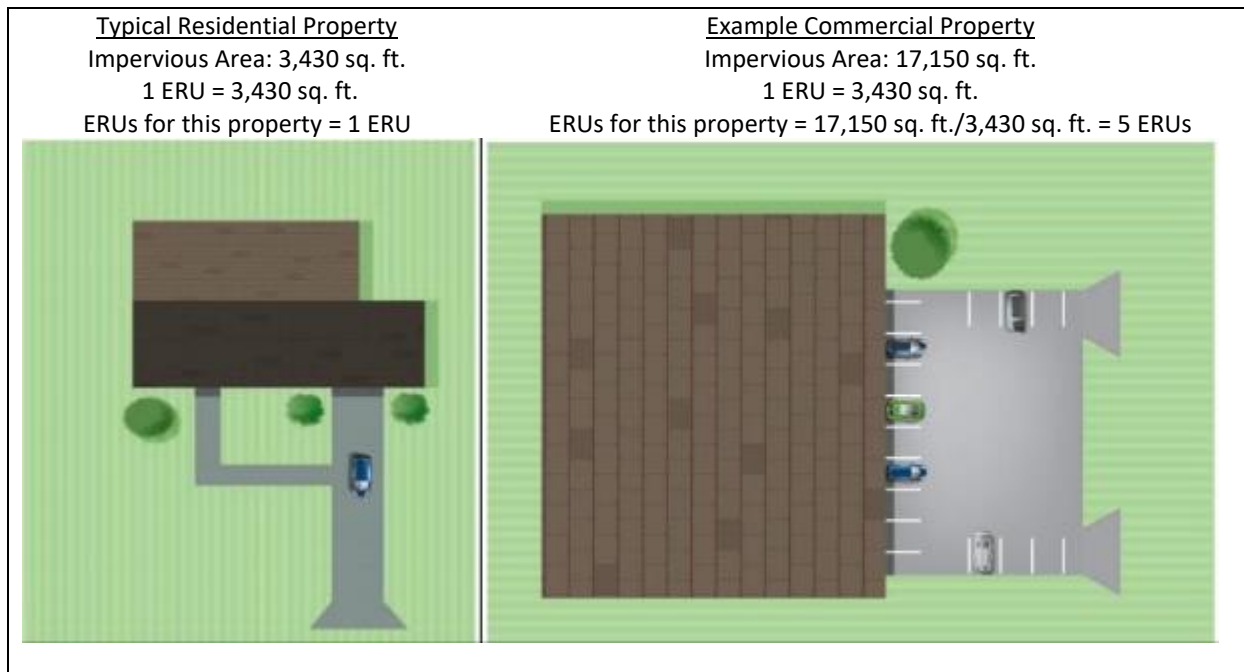 Typical Residential Property
Impervious Area: 3,430 sq. ft.
1 ERU = 3,430 sq. ft.
ERUs for this property = 1 ERU
Example Commercial Property
Impervious Area: 17,150 sq. ft.
1 ERU = 3,430 sq. ft.
ERUs for this property = 17,150 sq. ft./3,430 sq. ft. = 5 ERUs